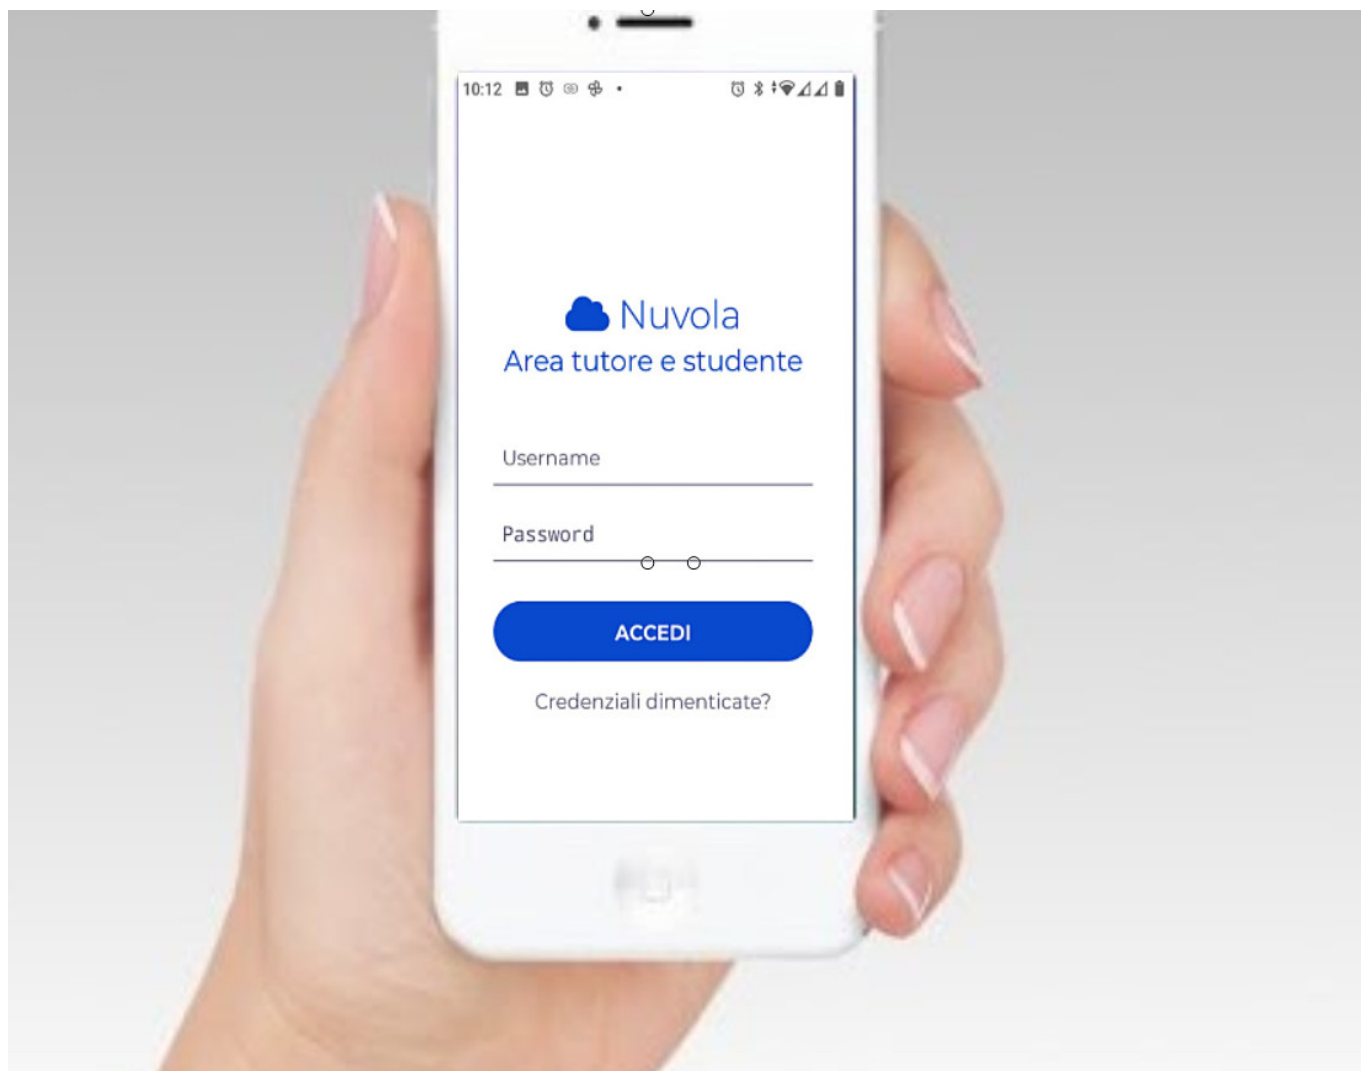 10:12
Nuvola
Area tutore e studente
Username
Password
ACCEDI
Credenziali dimenticate?